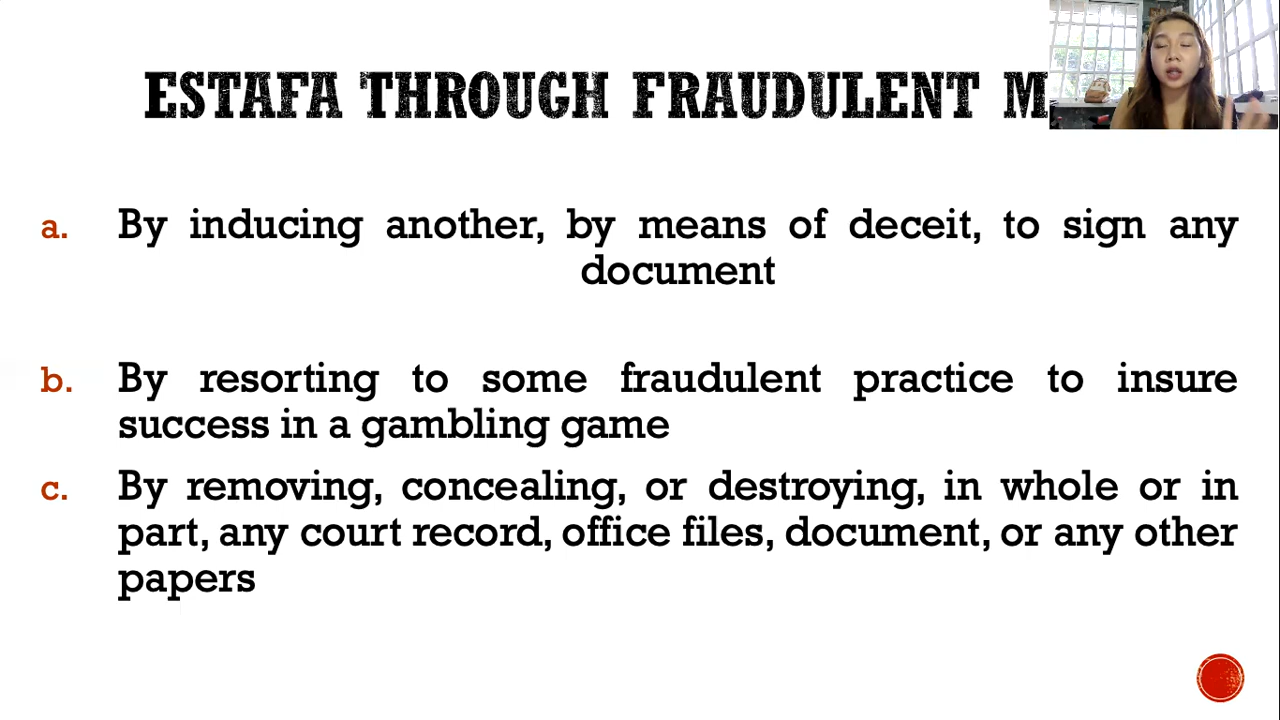 ESTAFA THROUGH FRAUDULENT M
a. By inducing another, by means of deceit, to sign any
document
b. By resorting to some fraudulent practice to insure
success in a gambling game
c. By removing, concealing, or destroying, in whole or in
part, any court record, office files, document, or any other
papers